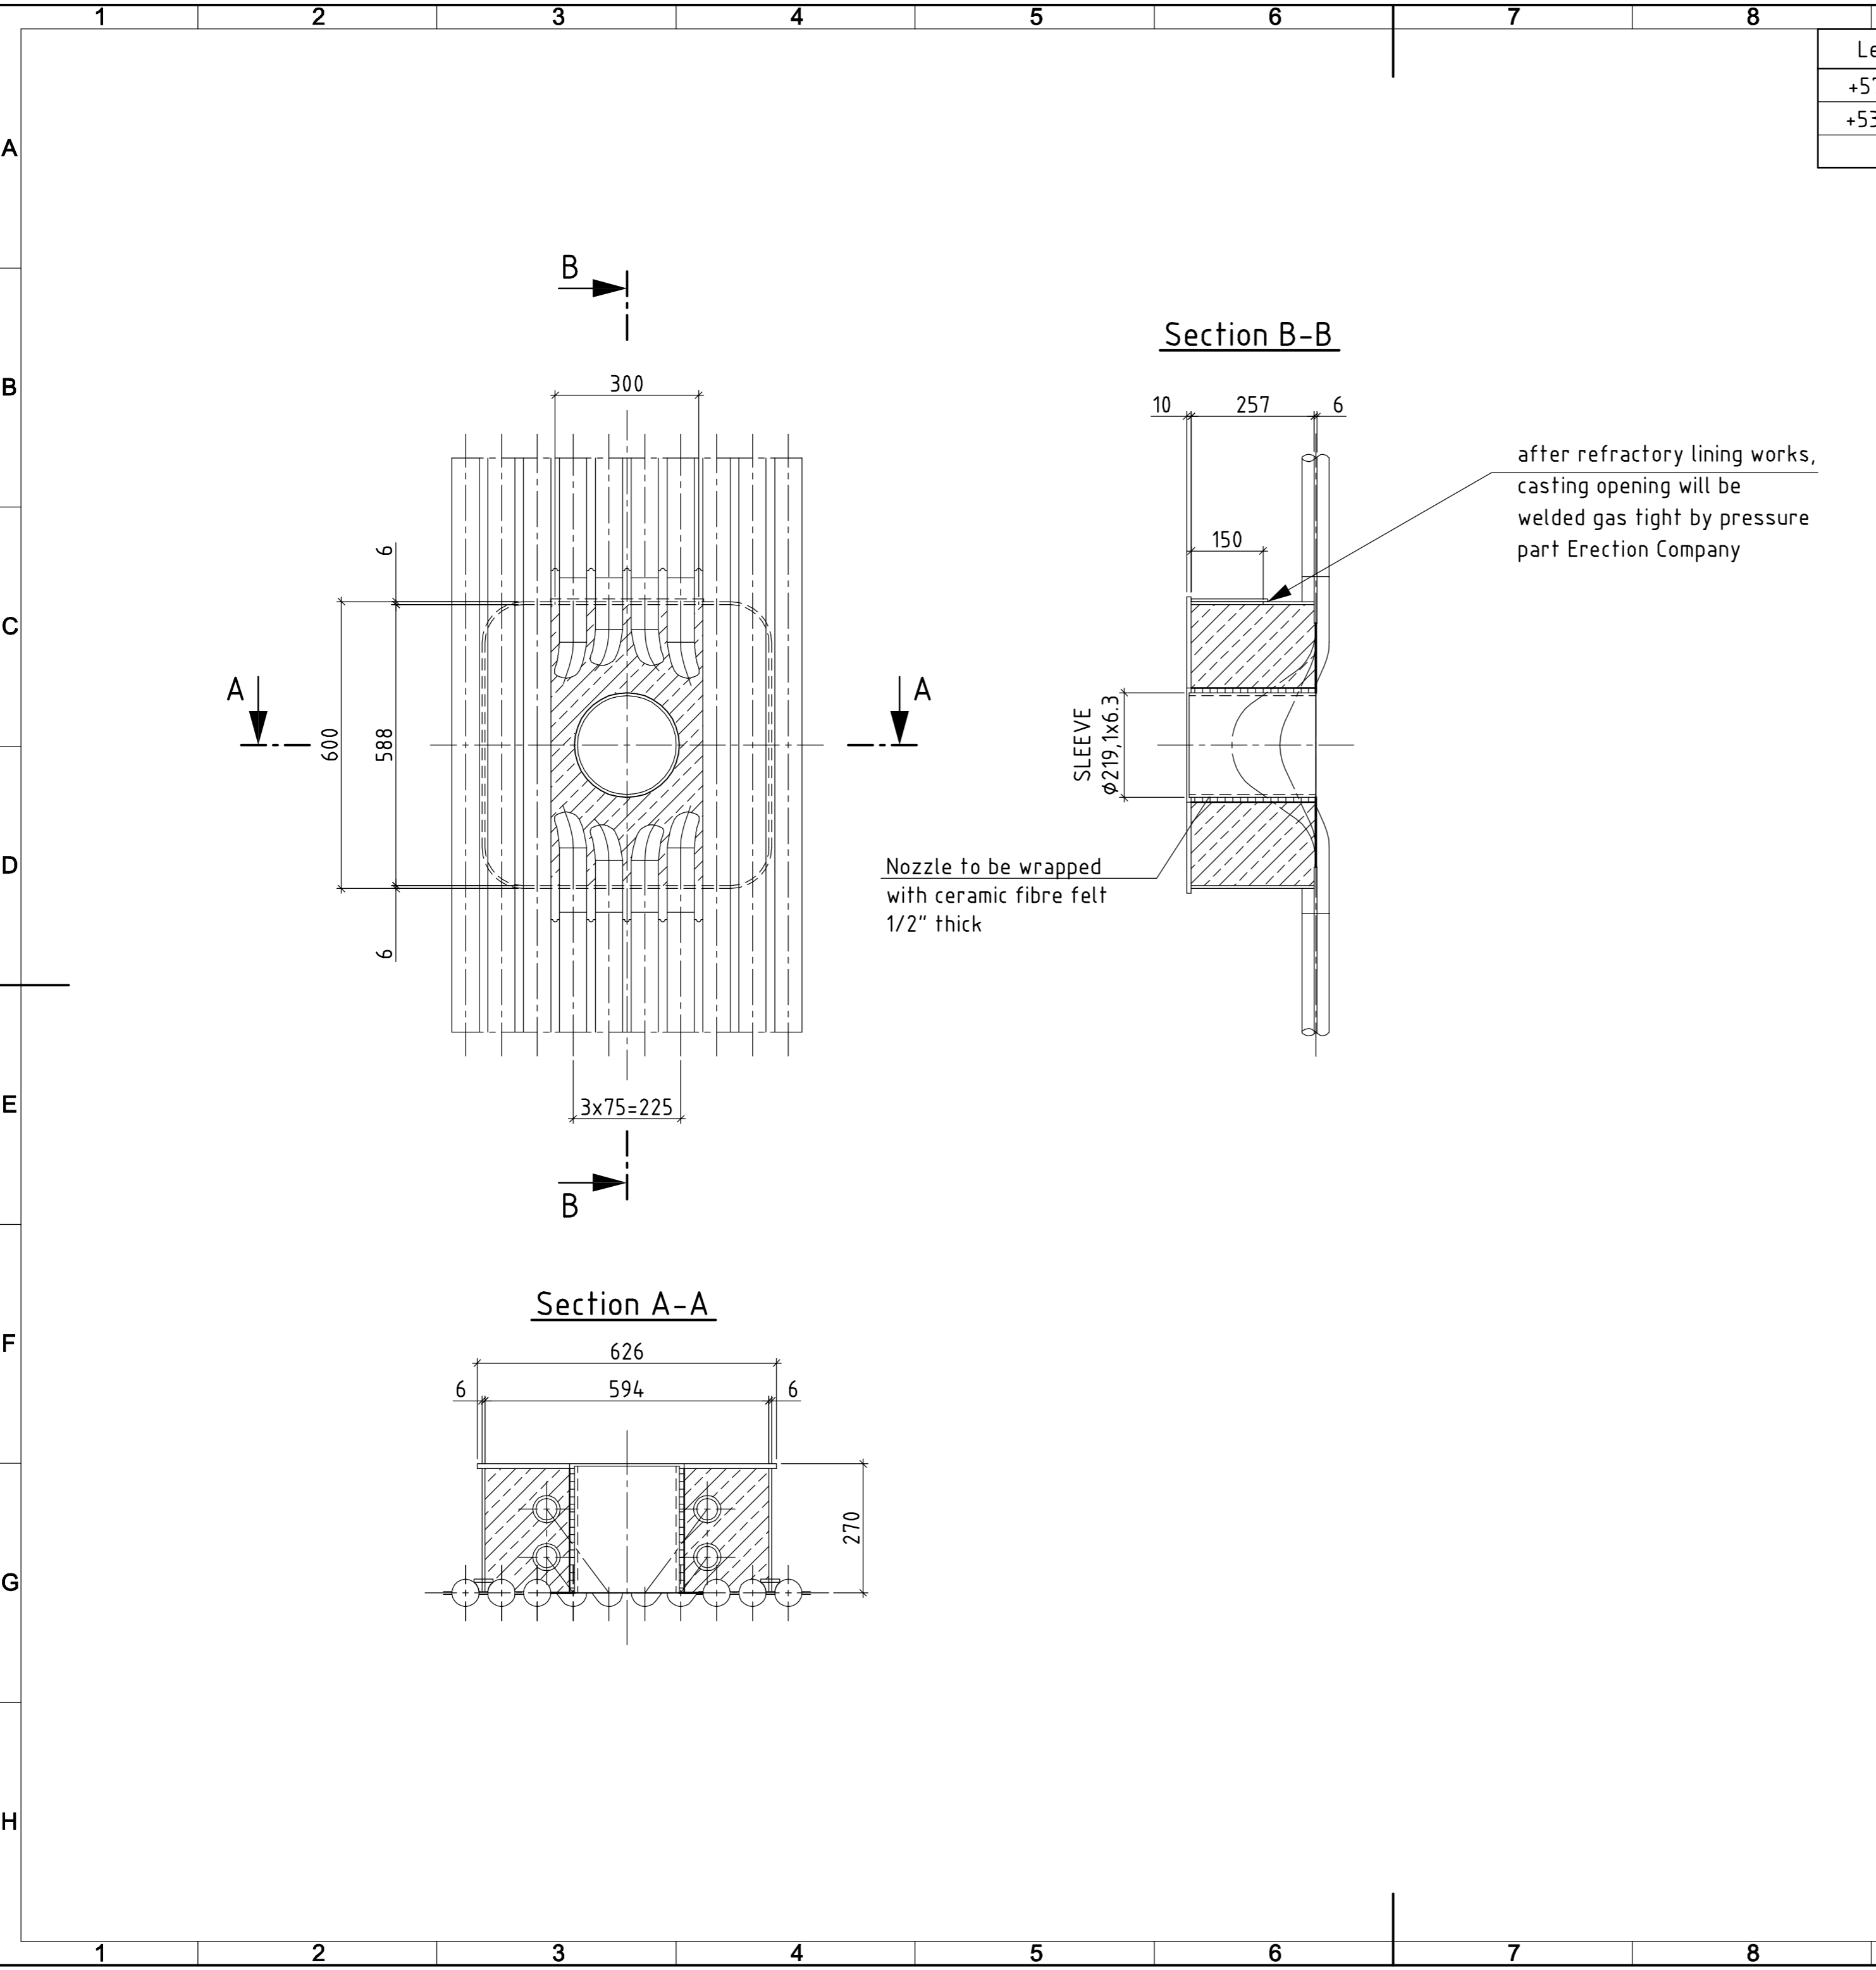 1 2 3 4 5 6 7 8
A
B
C
D
E
F
G
H
B
300
6
600
588
6
A
A
3x75=225
B
Section B-B
10 257 6
150
SLEEVE
Φ219,1x6.3
after refractory lining works,
casting opening will be
welded gas tight by pressure
part Erection Company
Nozzle to be wrapped
with ceramic fibre felt
1/2" thick
Section A-A
626
6 594 6
270
1 2 3 4 5 6 7 8